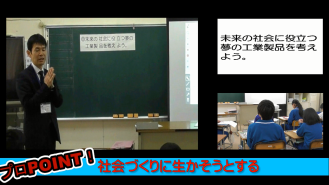 未来の社会に役立つ夢の
工業製品を考えよう。
未来の社会に役立つ
夢の工業製品を考え
よう。
プロPOINT！
社会づくりに生かそうとする